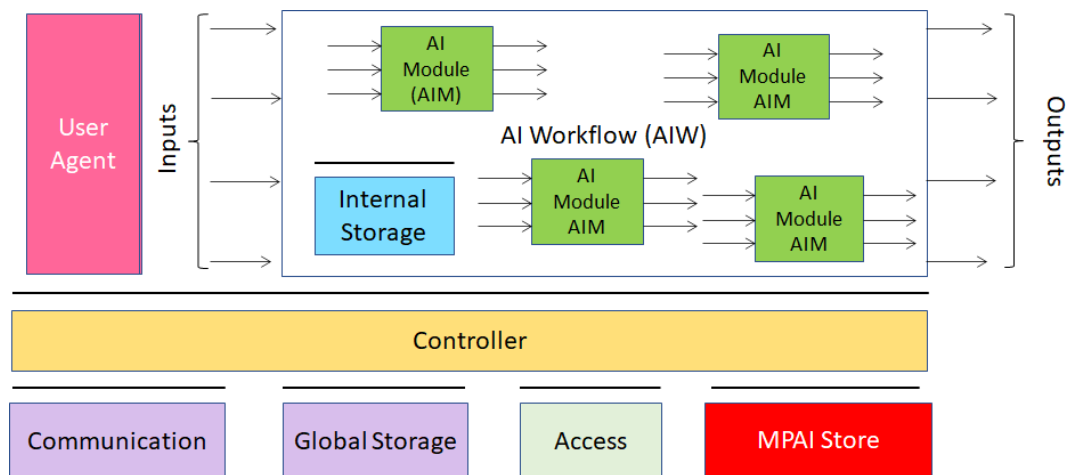 User
Agent
Inputs
AI
Module
(AIM)
AI
Module
AIM
AI Workflow (AIW)
Internal
Storage
AI
Module
AIM
AI
Module
AIM
Outputs
Controller
Communication
Global Storage
Access
MPAI Store